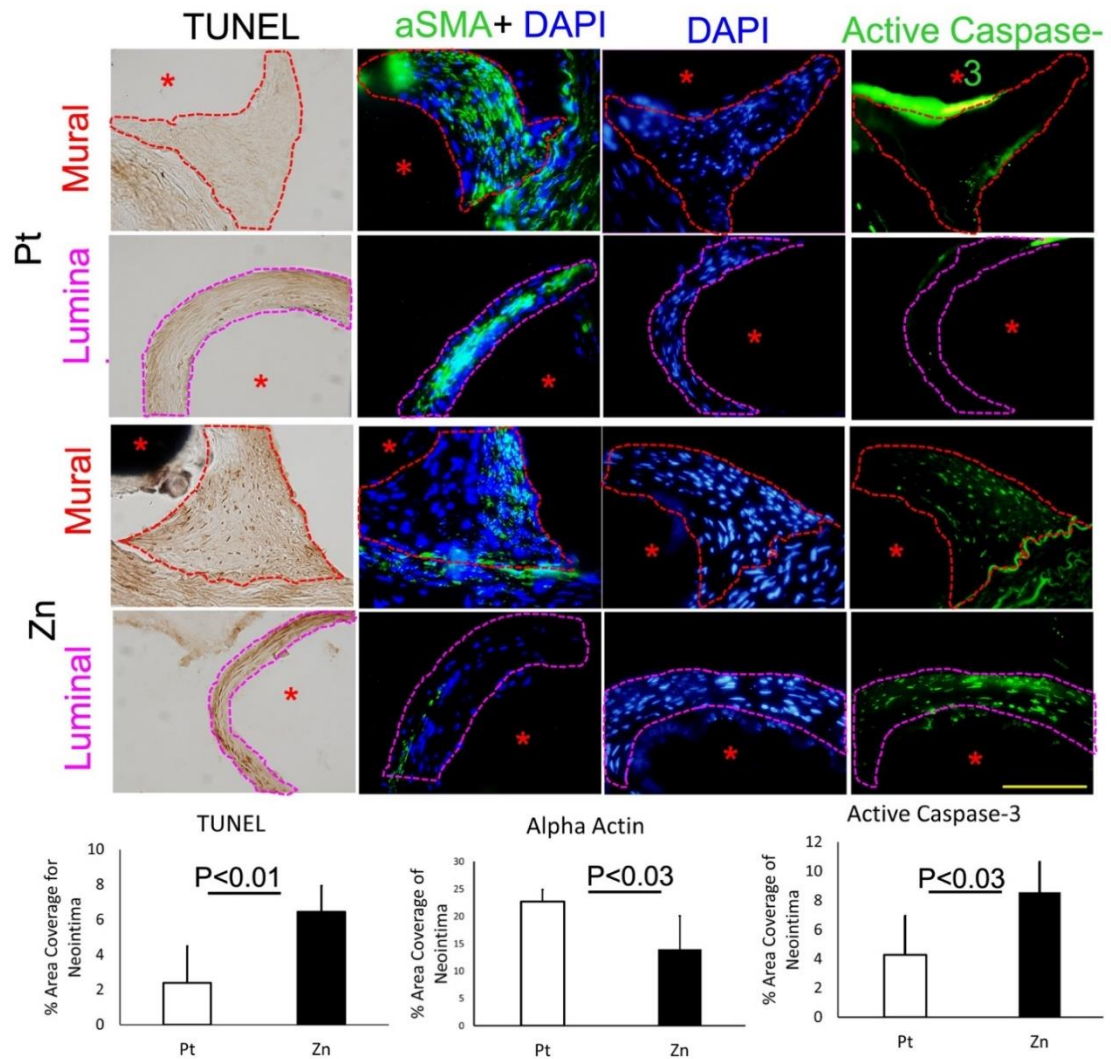 TUNEL
aSMA+ DAPI
DAPI
Active Caspase-
3
Pt
Mural
Lumina
Zn
Mural
Luminal
TUNEL
% Area Coverage for
Neointima
10
8
6
4
2
0
P<0.01
Pt
Zn
Alpha Actin
% Area Coverage of
Neointima
30
25
20
15
10
5
0
P<0.03
Pt
Zn
Active Caspase-3
% Area Coverage of
Neointima
12
10
8
6
4
2
0
P<0.03
Pt
Zn